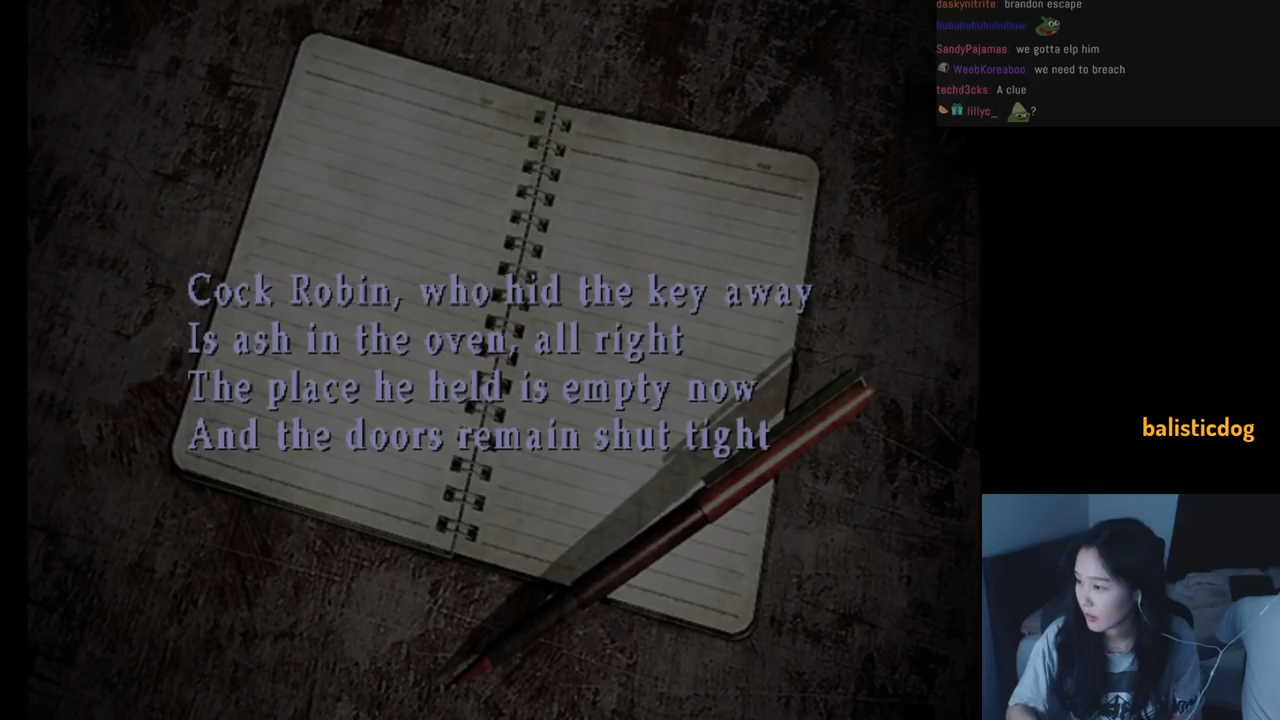 daskynitrite: brandon escape
bubububububuw
SandyPajamas: we gotta elp him
WeebKoreaboo: we need to breach
techd3cks: A clue
lillyc_: ?
Cock Robin, who hid the key away
Is ash in the oven, all right
The place he held is empty now
And the doors remain shut tight
balisticdog